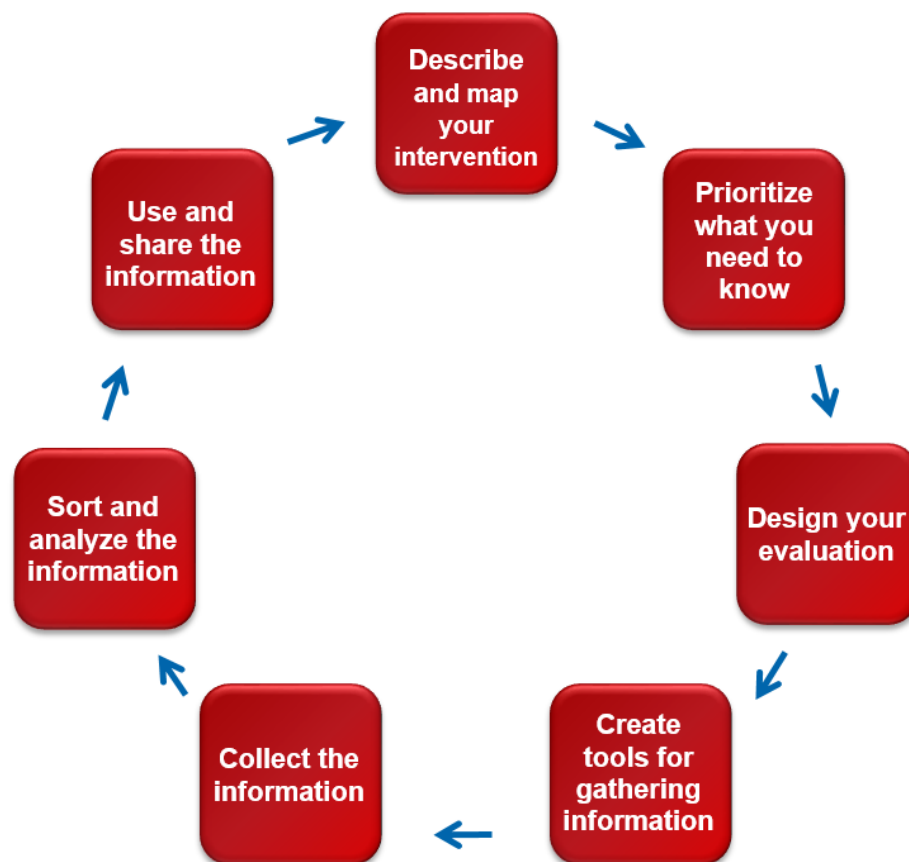 Describe
and map
your
intervention
Prioritize
what you
need to
know
Design your
evaluation
Create
tools for
gathering
information
Collect the
information
Sort and
analyze the
information
Use and
share the
information